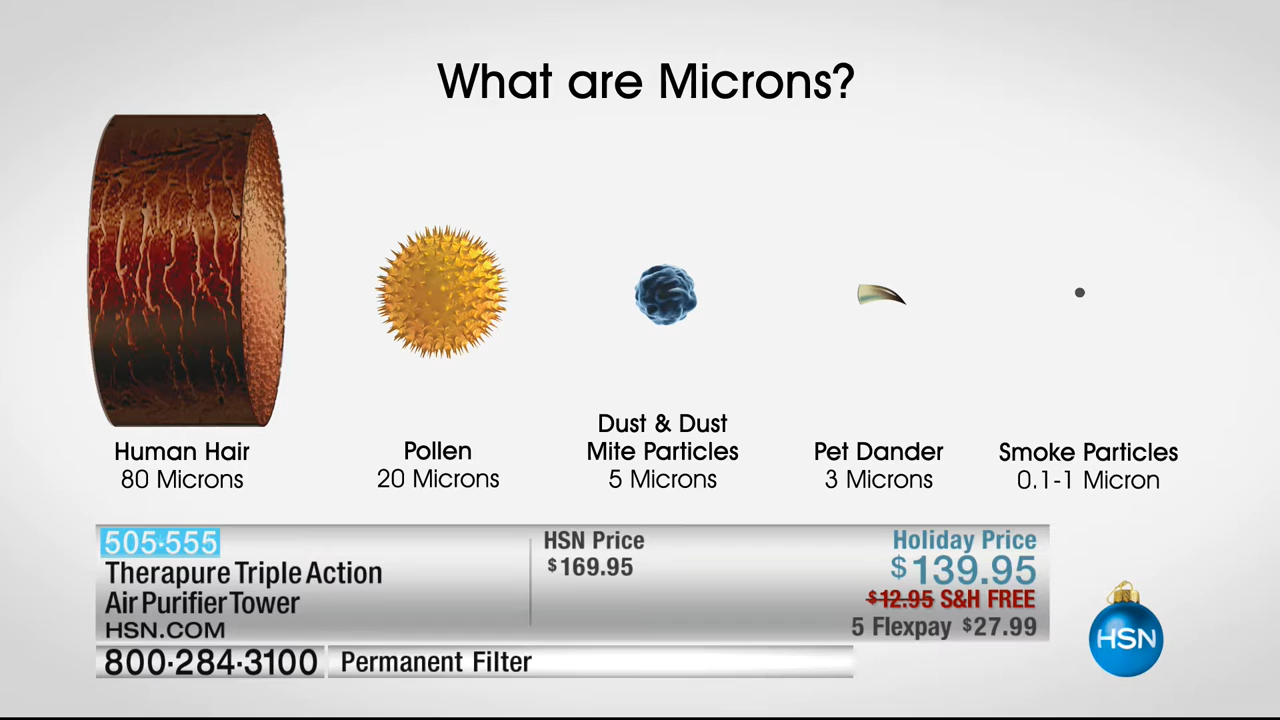 What are Microns?
Human Hair
80 Microns
Pollen
20 Microns
Dust & Dust
Mite Particles
5 Microns
Pet Dander
3 Microns
Smoke Particles
0.1-1 Micron
505·555
Therapure Triple Action
Air Purifier Tower
HSN.COM
HSN Price
$169.95
Holiday Price
$139.95
$12.95 S&H FREE
5 Flexpay $27.99
800·284·3100
Permanent Filter
HSN